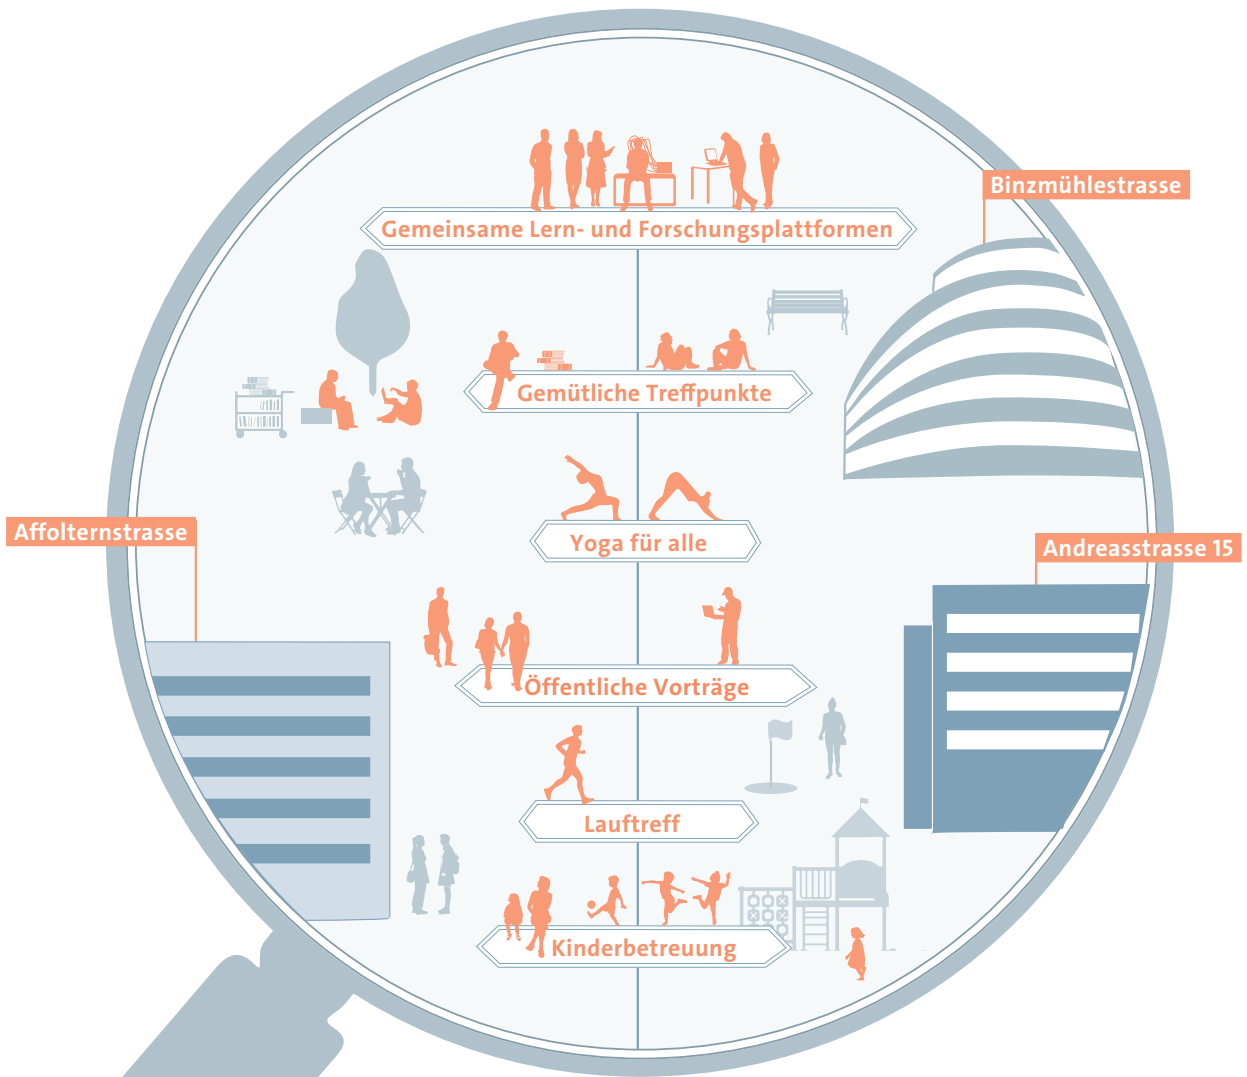 Binzmühlestrasse
Gemeinsame Lern- und Forschungsplattformen
Gemütliche Treffpunkte
Affolternstrasse
Yoga für alle
Andreasstrasse 15
Öffentliche Vorträge
Lauftreff
Kinderbetreuung